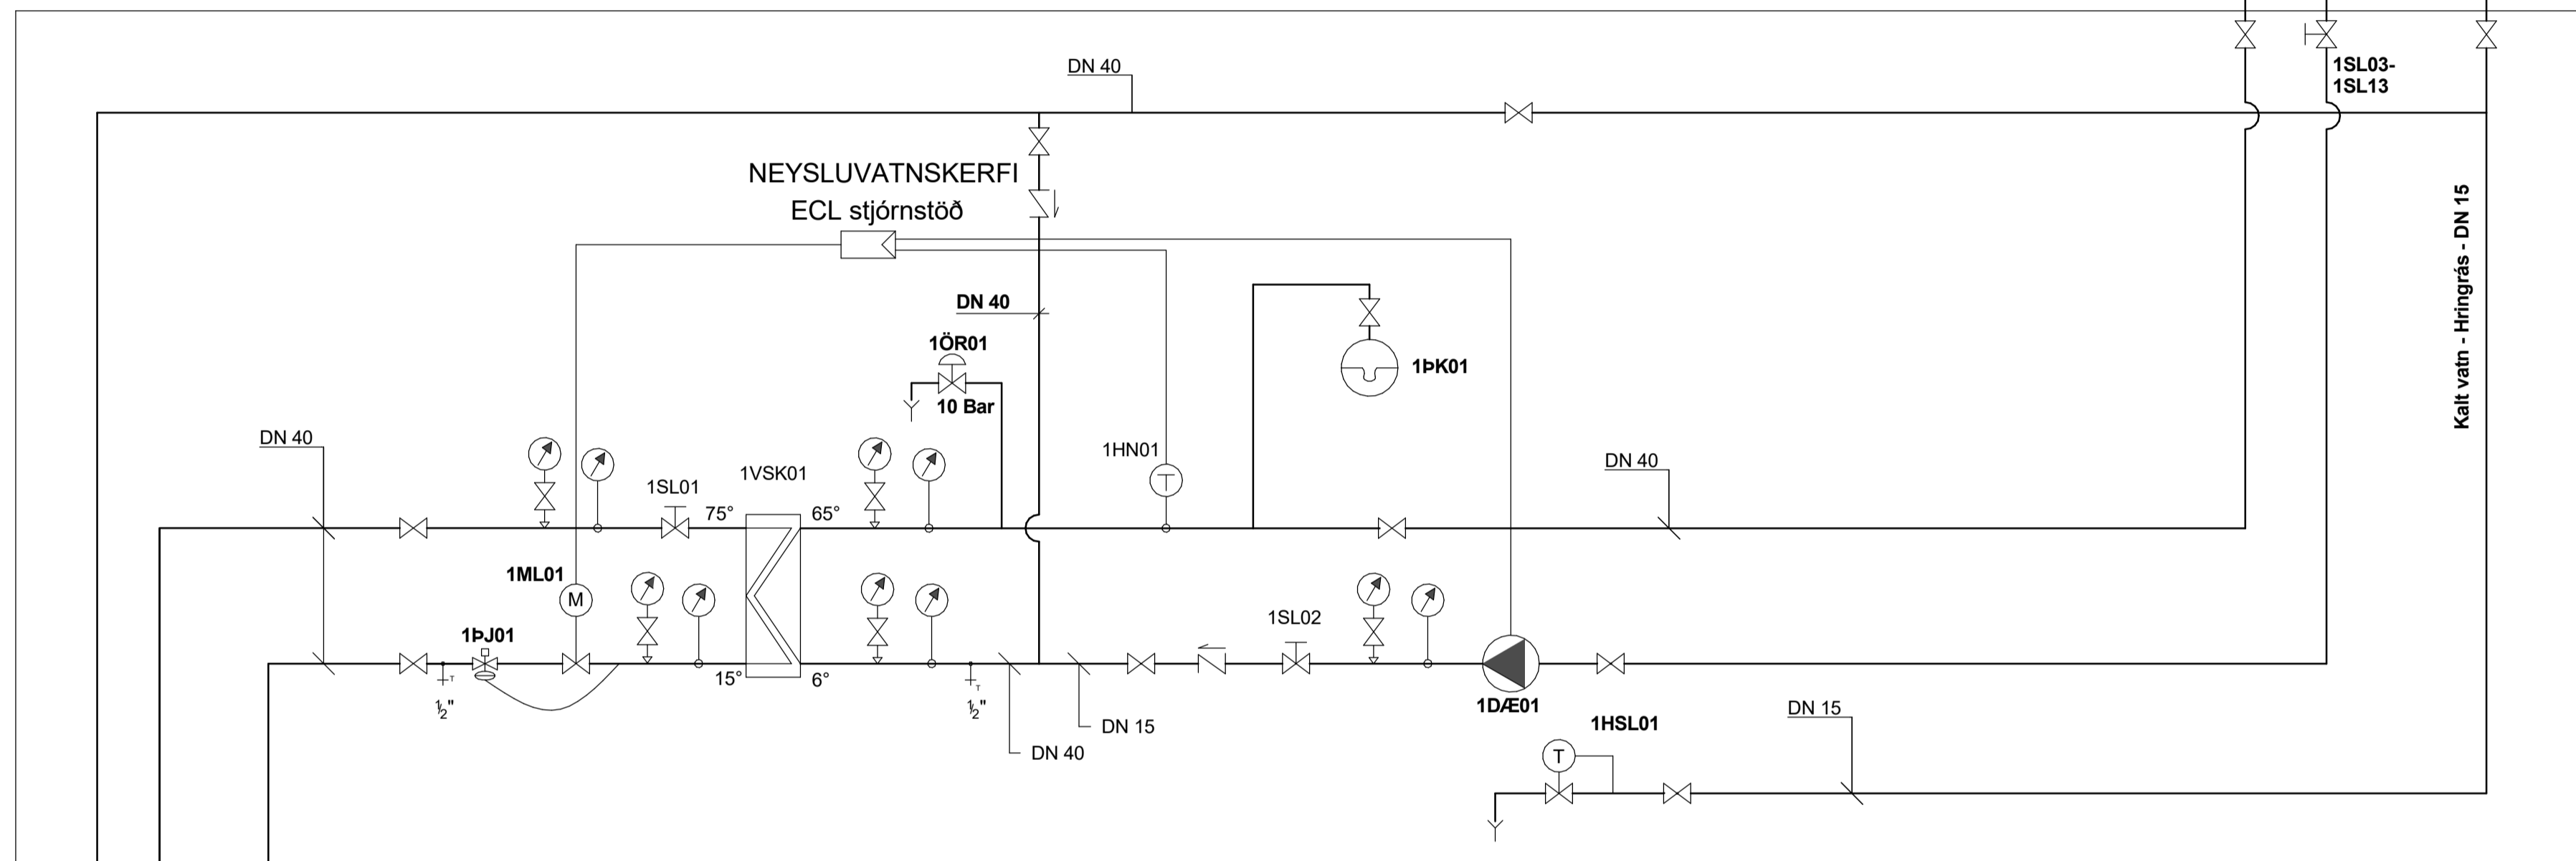 DN 40
1SL03-
1SL13
NEYSLUVATNSKERFI
ECL stjórnstöð
Kalt vatn - Hringrás - DN 15
DN 40
1ÖR01
10 Bar
1ÞK01
DN 40
1HN01
DN 40
1SL01
1VSK01
75°
65°
1ML01
M
T
1ÞJ01
15°
6°
1SL02
T
½"
T
½"
DN 15
DN 40
1DÆ01
1HSL01
T
DN 15